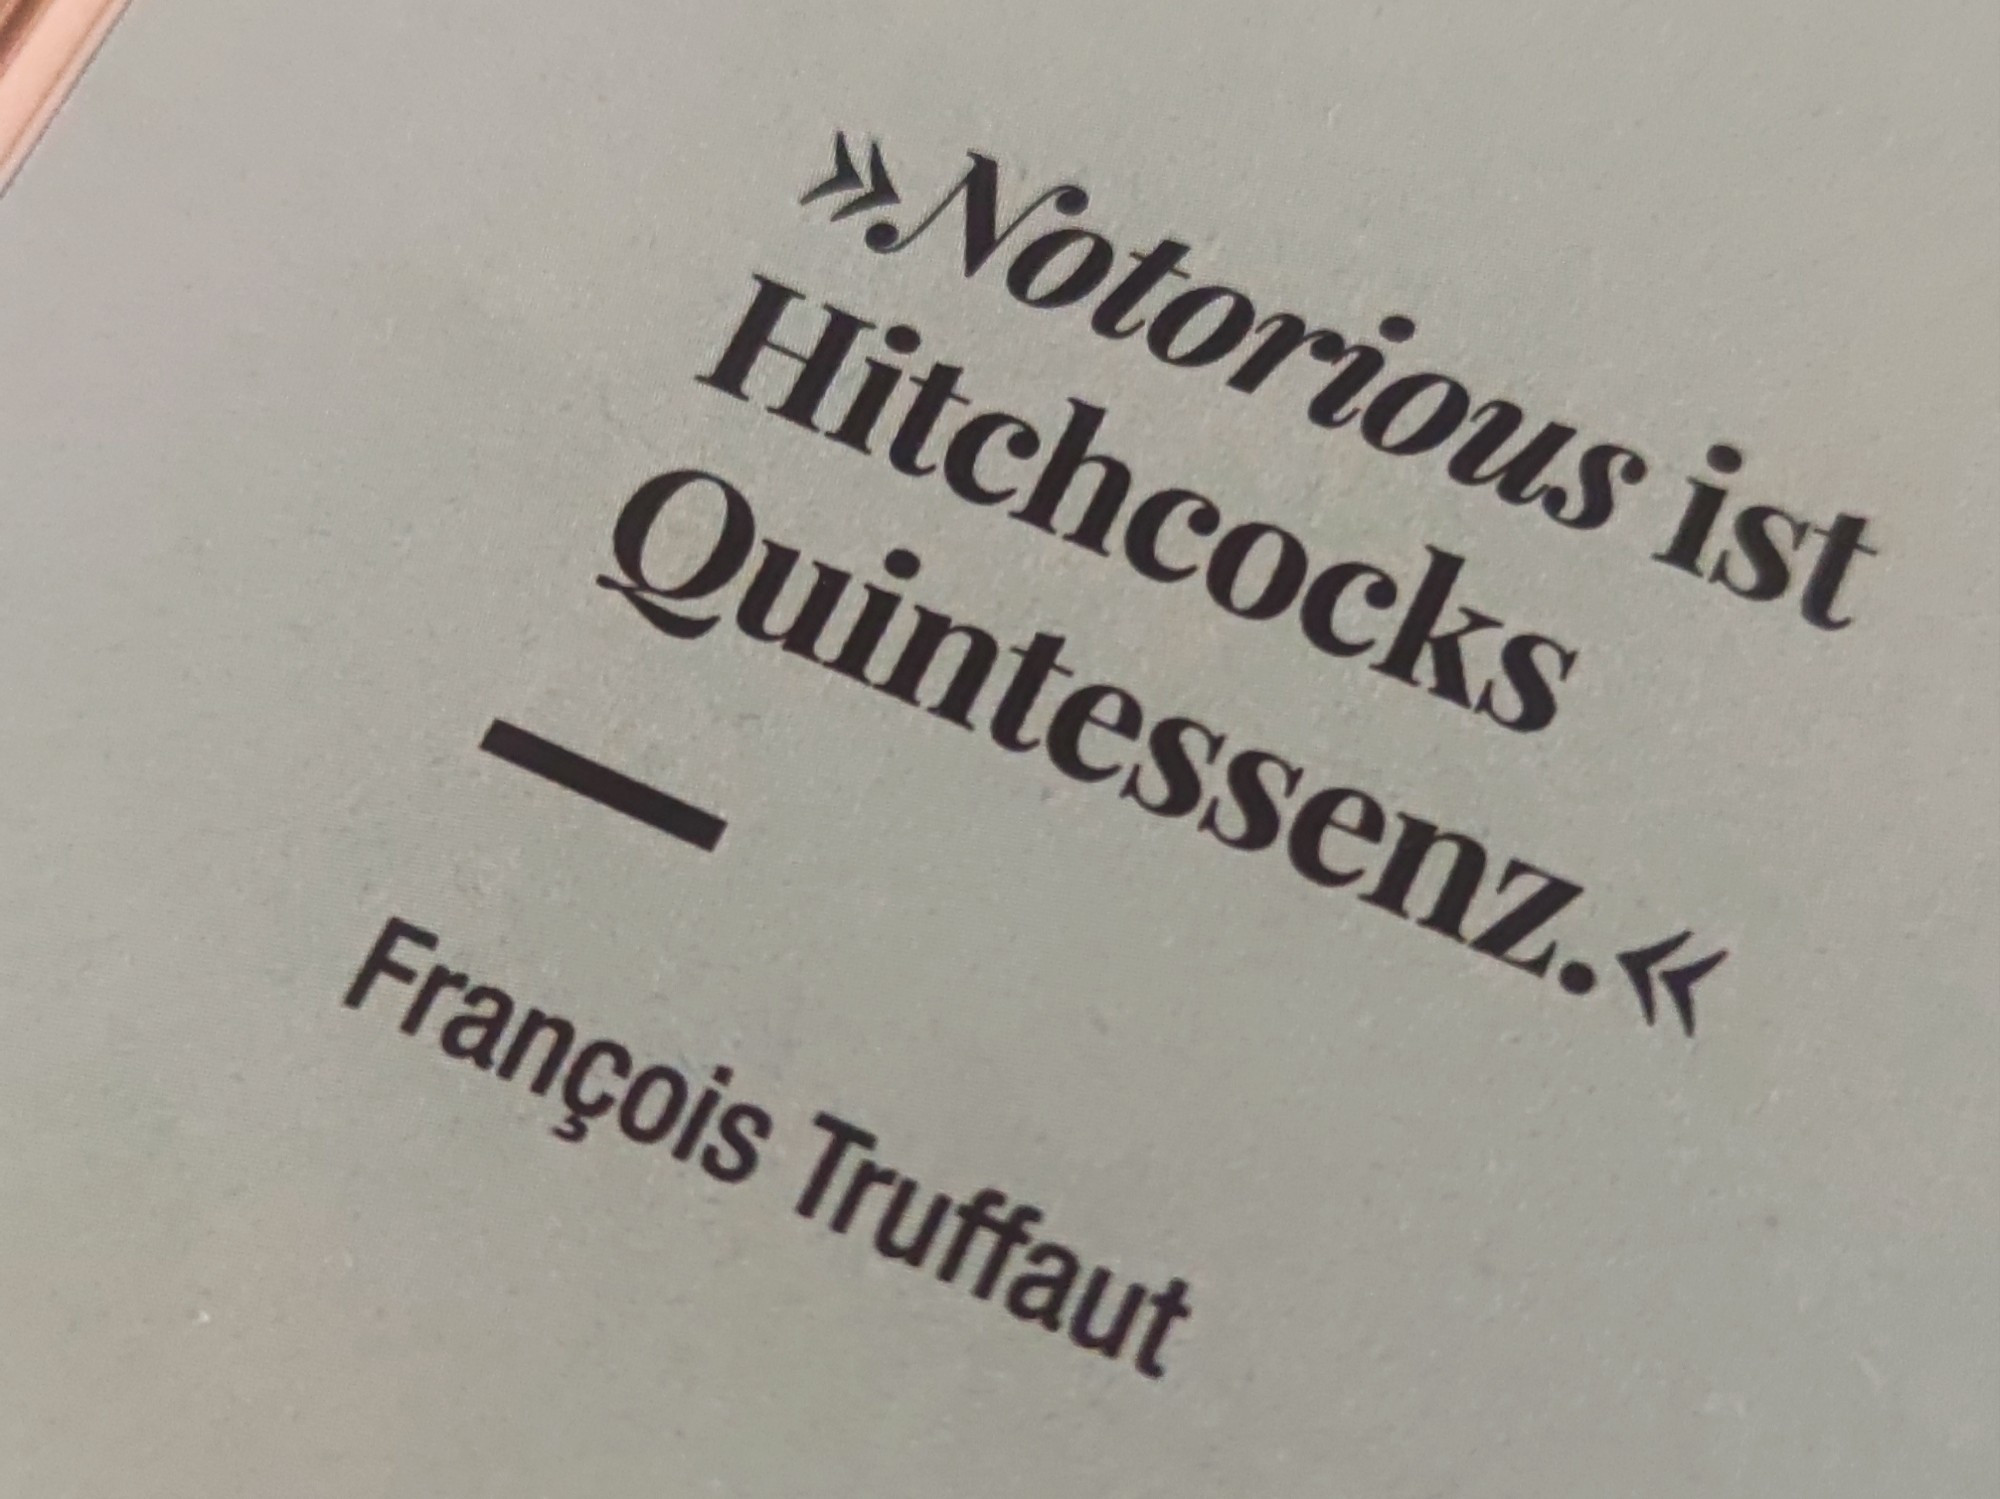 »Notorious ist
Hitchcocks
Quintessenz.«
François Truffaut